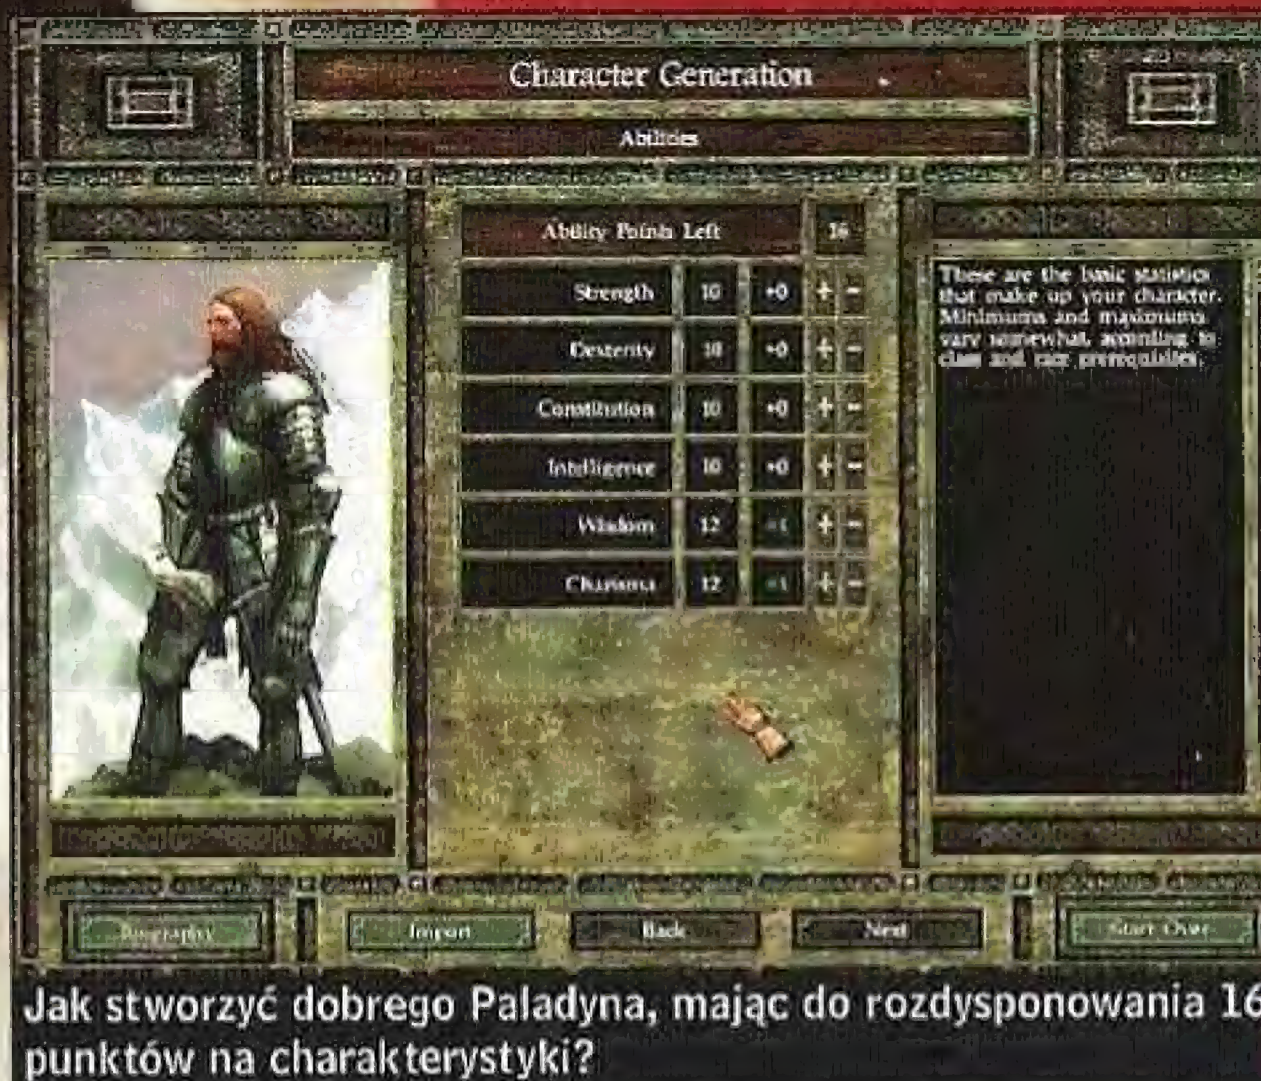 Character Generation
Abilities
Ability Points Left 16
Strength 10 +0 + -
Dexterity 10 +0 + -
Constitution 10 +0 + -
Intelligence 10 +0 + -
Wisdom 12 +1 + -
Charisma 12 +1 + -
These are the basic statistics
that make up your character.
Minimums and maximums
vary somewhat, according to
class and race prerequisites.
Biography Import Back Next Start Over
Jak stworzyć dobrego Paladyna, mając do rozdysponowania 16
punktów na charakterystyki?